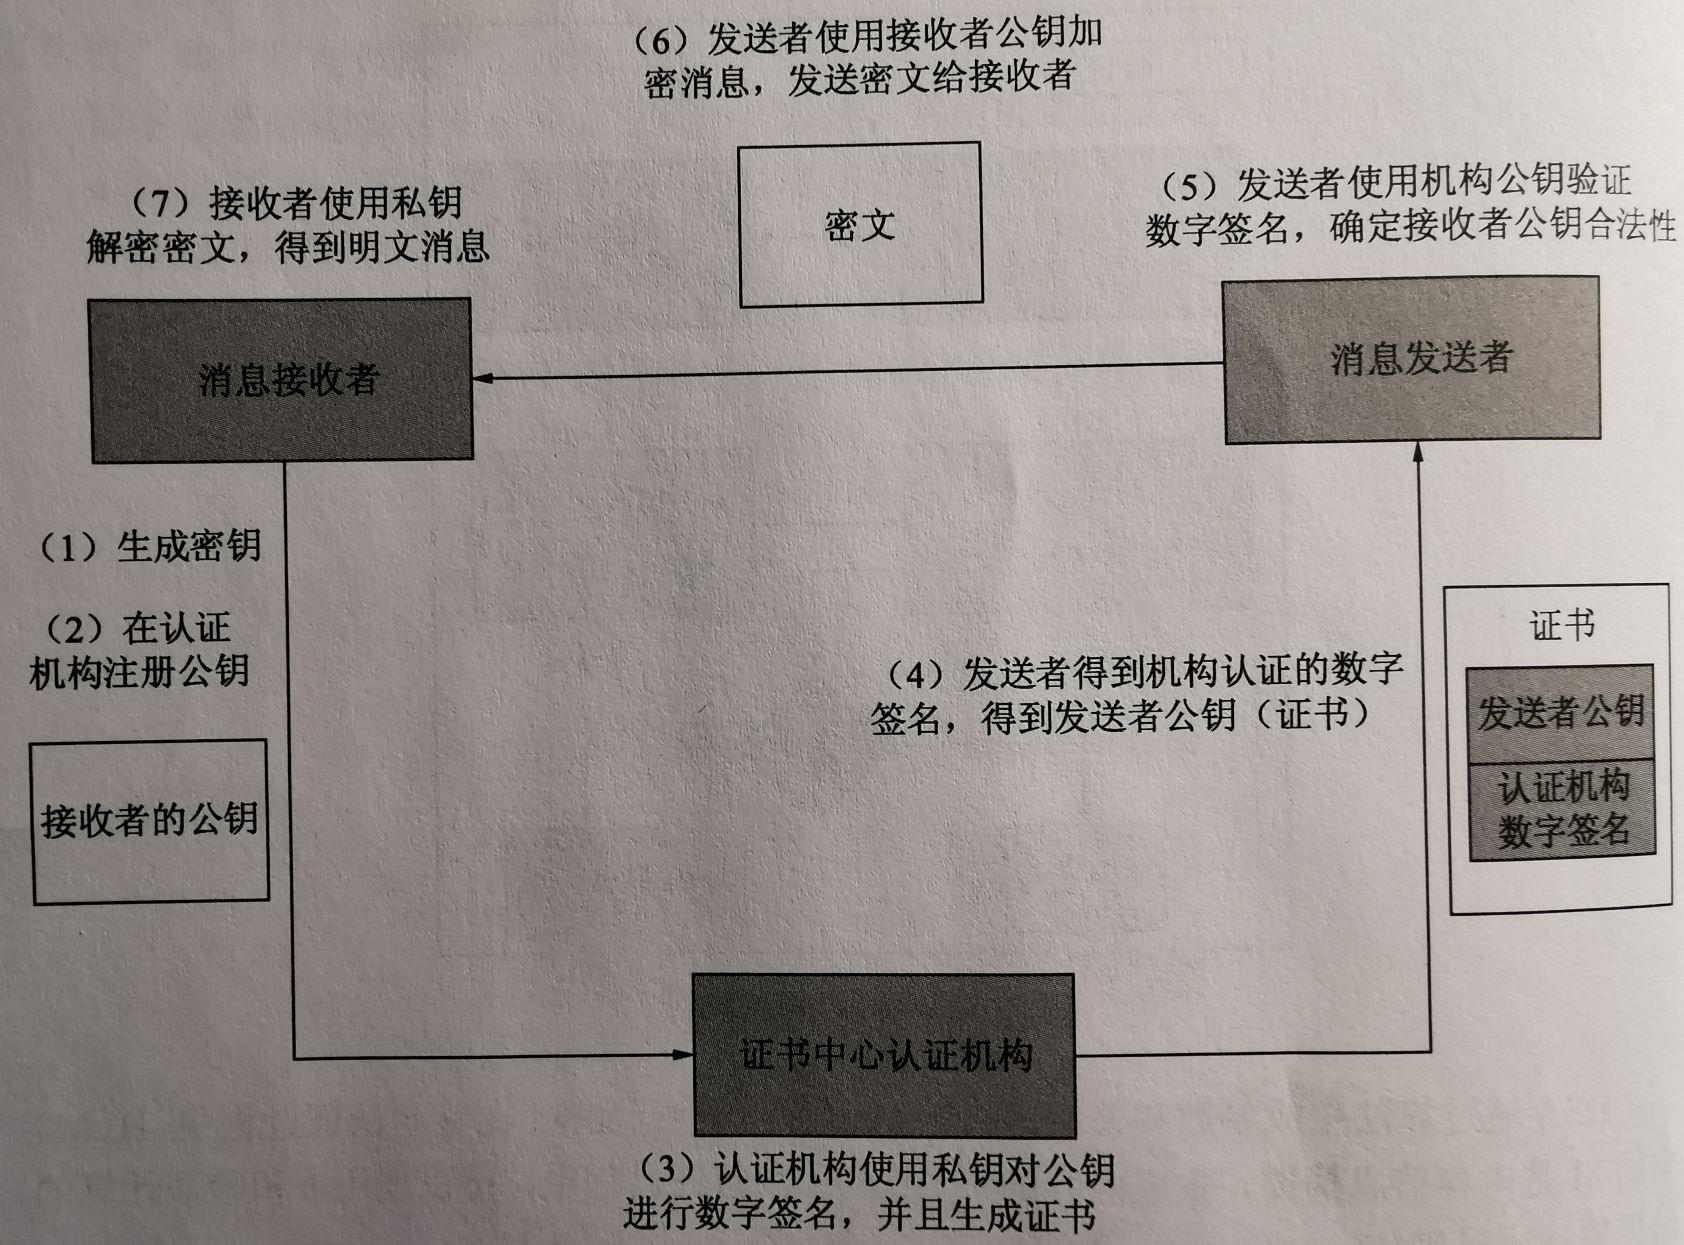 （6）发送者使用接收者公钥加
密消息，发送密文给接收者
密文
（7）接收者使用私钥
解密密文，得到明文消息
（5）发送者使用机构公钥验证
数字签名，确定接收者公钥合法性
消息接收者
消息发送者
（1）生成密钥
（2）在认证
机构注册公钥
接收者的公钥
（4）发送者得到机构认证的数字
签名，得到发送者公钥（证书）
证书
发送者公钥
认证机构
数字签名
证书中心认证机构
（3）认证机构使用私钥对公钥
进行数字签名，并且生成证书